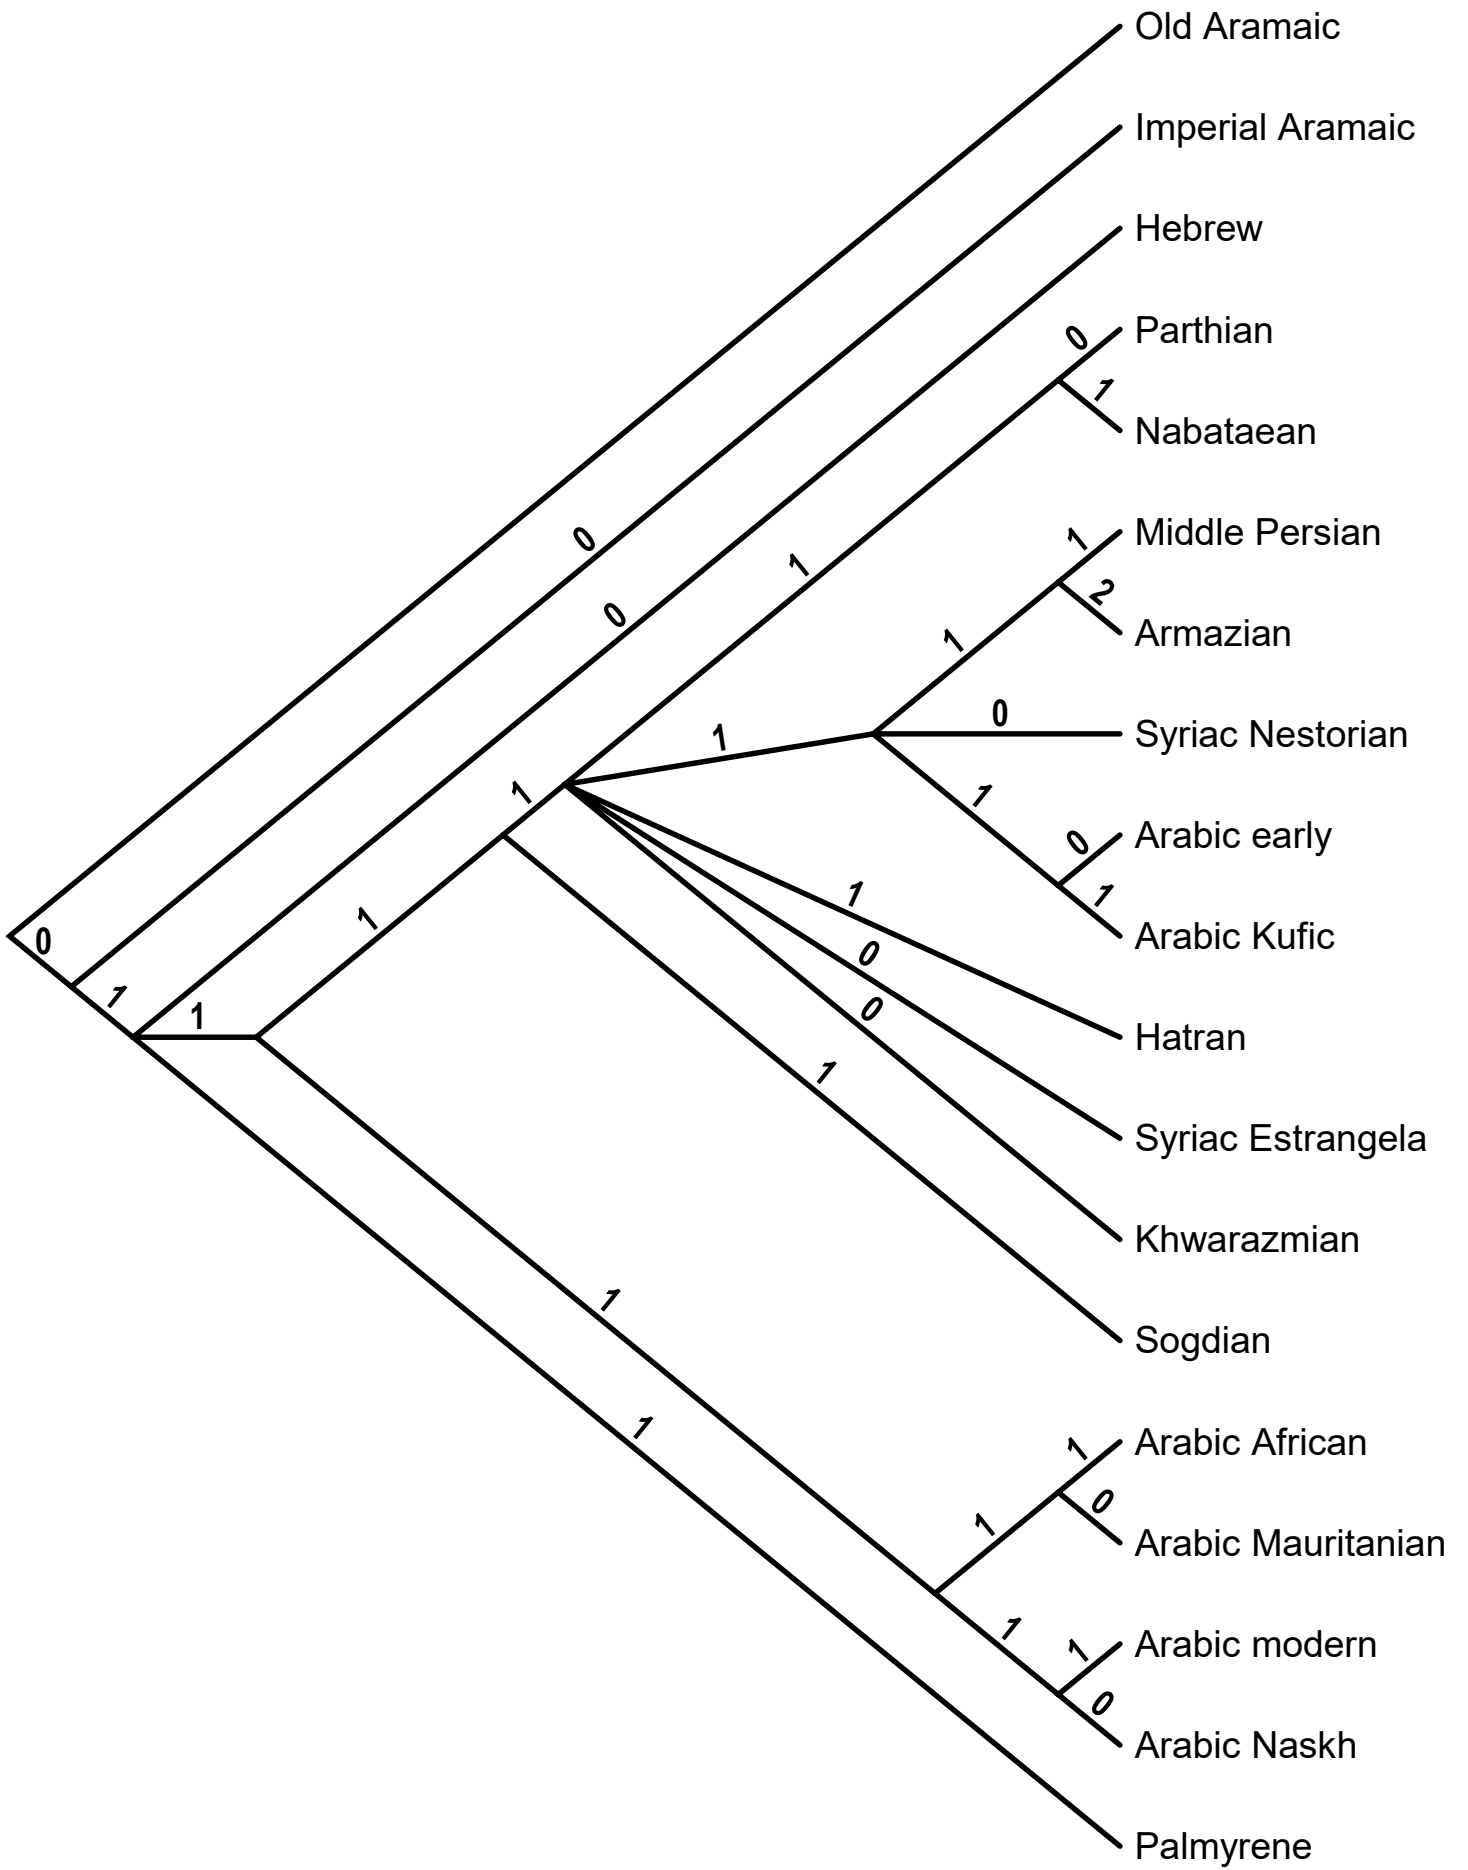 Old Aramaic
Imperial Aramaic
Hebrew
0
Parthian
1
Nabataean
1
Middle Persian
0
2
1
Armazian
0
1
0
Syriac Nestorian
1
1
1
0
Arabic early
1
1
1
Arabic Kufic
0
0
1
1
0
Hatran
1
Syriac Estrangela
Khwarazmian
1
Sogdian
1
1
Arabic African
0
1
Arabic Mauritanian
1
1
Arabic modern
0
Arabic Naskh
Palmyrene